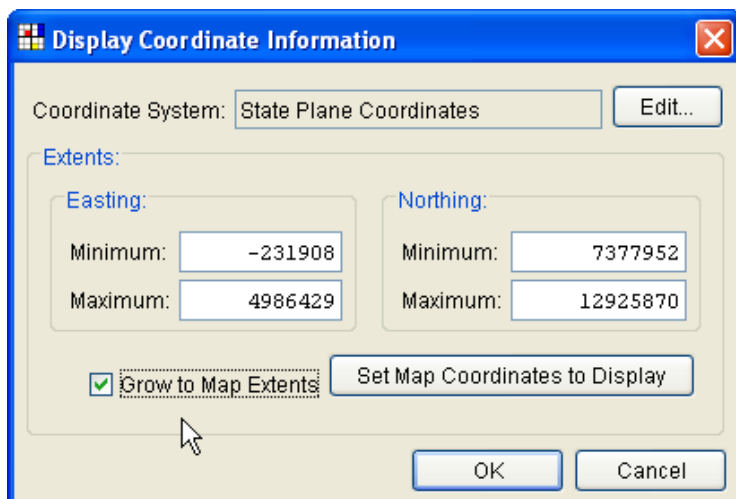 Display Coordinate Information
Coordinate System: State Plane Coordinates Edit...
Extents:
Easting: Northing:
Minimum: -231908 Minimum: 7377952
Maximum: 4986429 Maximum: 12925870
Grow to Map Extents Set Map Coordinates to Display
OK Cancel